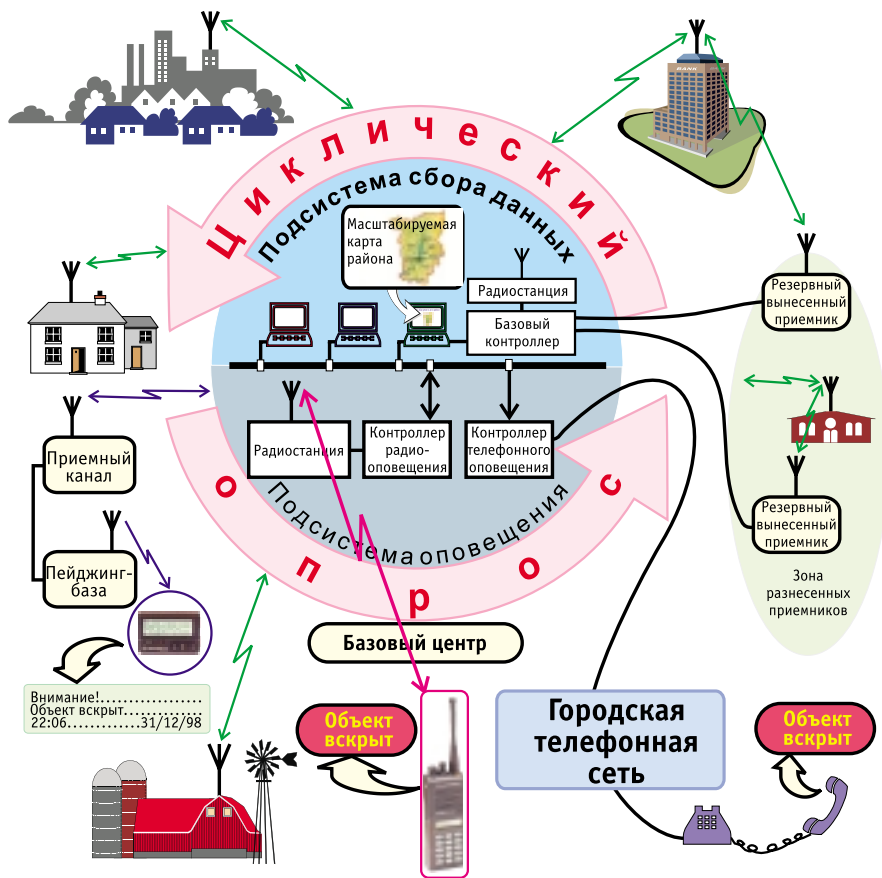 BANK
Циклический
Подсистема сбора данных
Масштабируемая
карта
района
Радиостанция
Базовый
контроллер
Резервный
вынесенный
приемник
Радиостанция
Контроллер
радио-
оповещения
Контроллер
телефонного
оповещения
Приемный
канал
Подсистема оповещения
опрос
Резервный
вынесенный
приемник
Пейджинг-
база
Зона
разнесенных
приемников
Базовый центр
Внимание!..................
Объект вскрыт..............
22:06.............31/12/98
Объект
вскрыт
Городская
телефонная
сеть
Объект
вскрыт